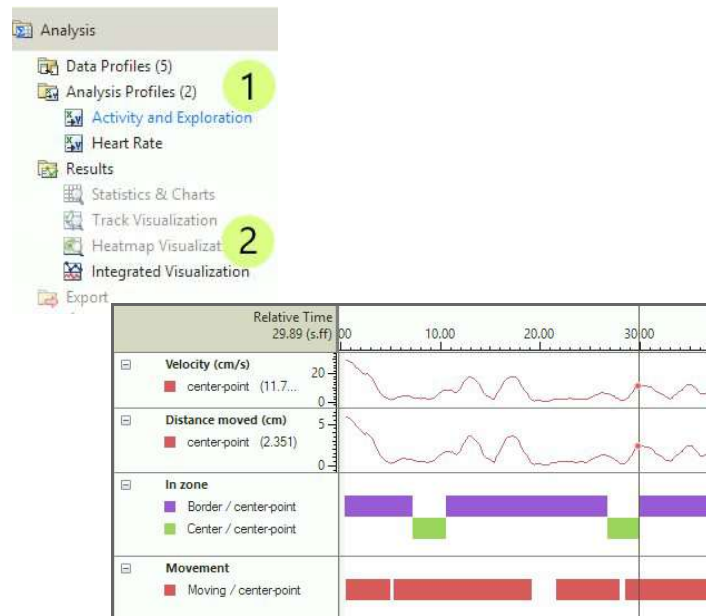 Analysis
Data Profiles (5)
1
Analysis Profiles (2)
Activity and Exploration
Heart Rate
Results
Statistics & Charts
Track Visualization
2
Heatmap Visualizat
Integrated Visualization
Export
Relative Time
29.89 (s.ff)
00 10.00 20.00 30.00
Velocity (cm/s)
20
center-point (11.7...
0
Distance moved (cm)
5
center-point (2.351)
0
In zone
Border / center-point
Center / center-point
Movement
Moving / center-point